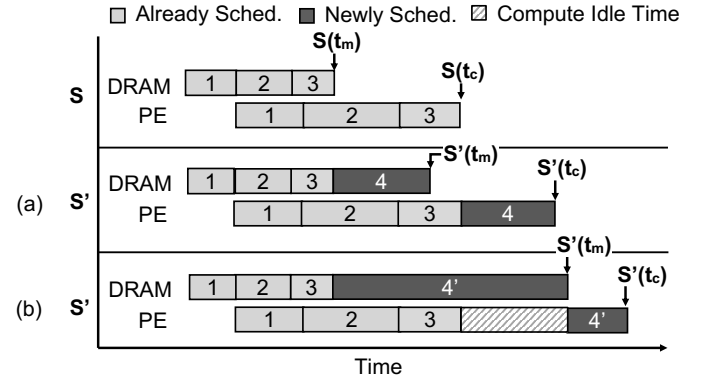 Already Sched. Newly Sched. Compute Idle Time
S(tm) S(tc)
S DRAM 1 2 3
PE 1 2 3
S'(tm) S'(tc)
(a) S' DRAM 1 2 3 4
PE 1 2 3 4
S'(tm) S'(tc)
(b) S' DRAM 1 2 3 4'
PE 1 2 3 4'
Time